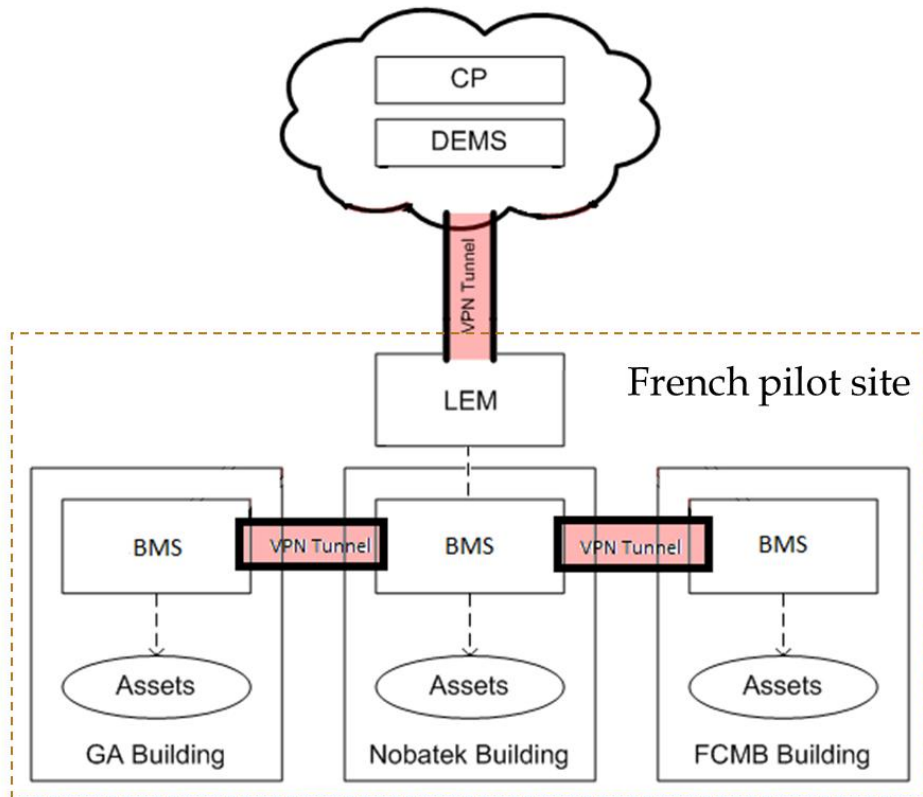 CP
DEMS
VPN Tunnel
French pilot site
LEM
BMS
VPN Tunnel
BMS
VPN Tunnel
BMS
Assets
Assets
Assets
GA Building
Nobatek Building
FCMB Building